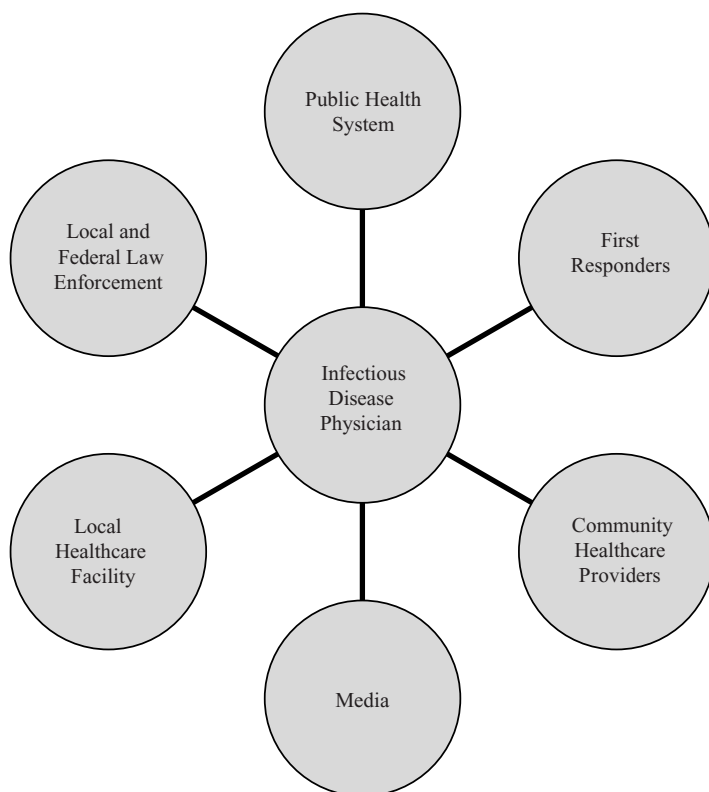 Public Health
System
Local and
Federal Law
Enforcement
First
Responders
Infectious
Disease
Physician
Local
Healthcare
Facility
Community
Healthcare
Providers
Media